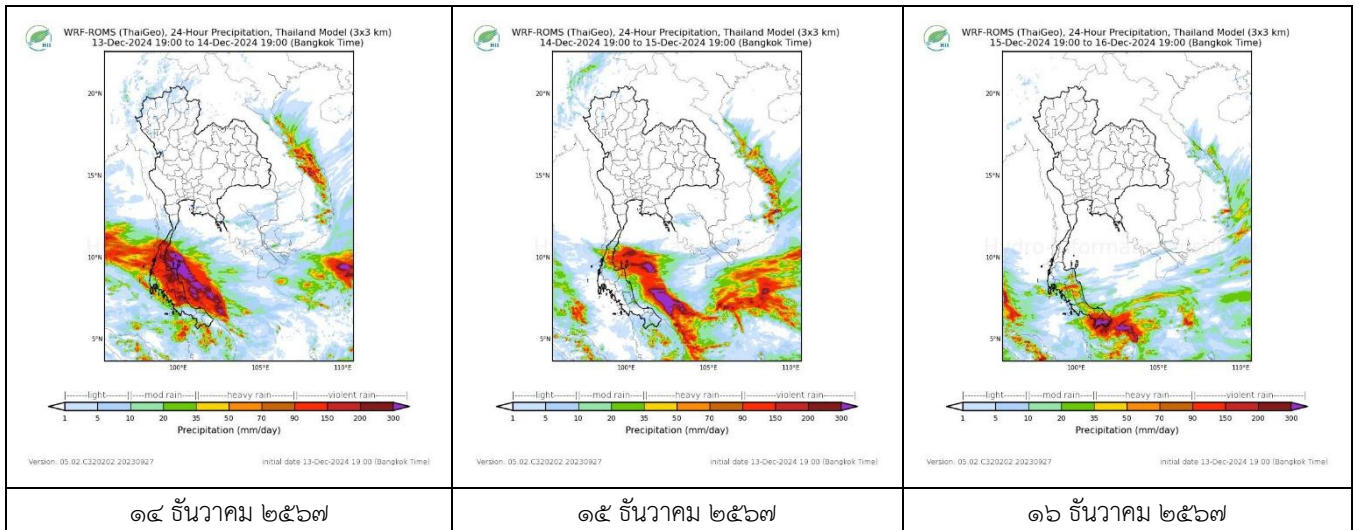 HII
WRF-ROMS (ThaiGeo), 24-Hour Precipitation, Thailand Model (3x3 km)
13-Dec-2024 19:00 to 14-Dec-2024 19:00 (Bangkok Time)
20°N
15°N
10°N
5°N
100°E 105°E 110°E
|------light------||---mod rain---||------heavy rain------||------violent rain------|
1 5 10 20 35 50 70 90 150 200 300
Precipitation (mm/day)
Version: 05.02.C320202.20230927 initial date 13-Dec-2024 19:00 (Bangkok Time)
๑๔ ธันวาคม ๒๕๖๗
HII
WRF-ROMS (ThaiGeo), 24-Hour Precipitation, Thailand Model (3x3 km)
14-Dec-2024 19:00 to 15-Dec-2024 19:00 (Bangkok Time)
20°N
15°N
10°N
5°N
100°E 105°E 110°E
|------light------||---mod rain---||------heavy rain------||------violent rain------|
1 5 10 20 35 50 70 90 150 200 300
Precipitation (mm/day)
Version: 05.02.C320202.20230927 initial date 13-Dec-2024 19:00 (Bangkok Time)
๑๕ ธันวาคม ๒๕๖๗
HII
WRF-ROMS (ThaiGeo), 24-Hour Precipitation, Thailand Model (3x3 km)
15-Dec-2024 19:00 to 16-Dec-2024 19:00 (Bangkok Time)
20°N
15°N
10°N
5°N
100°E 105°E 110°E
|------light------||---mod rain---||------heavy rain------||------violent rain------|
1 5 10 20 35 50 70 90 150 200 300
Precipitation (mm/day)
Version: 05.02.C320202.20230927 initial date 13-Dec-2024 19:00 (Bangkok Time)
๑๖ ธันวาคม ๒๕๖๗